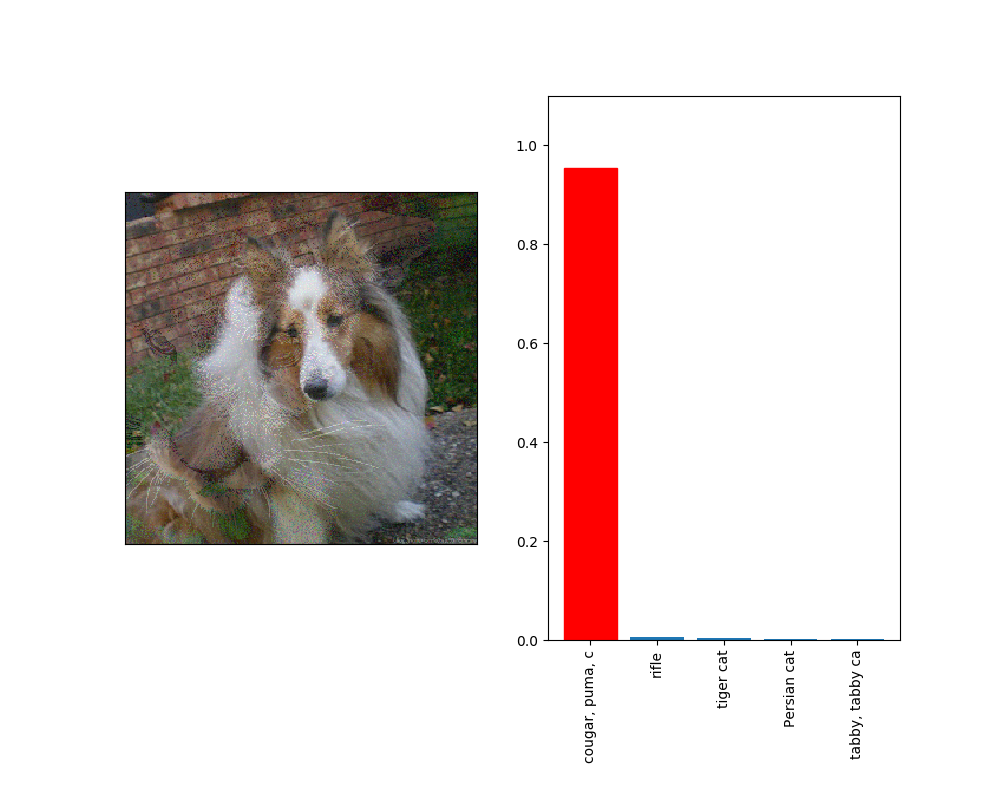 1.0
0.8
0.6
0.4
0.2
0.0
cougar, puma, c
rifle
tiger cat
Persian cat
tabby, tabby ca